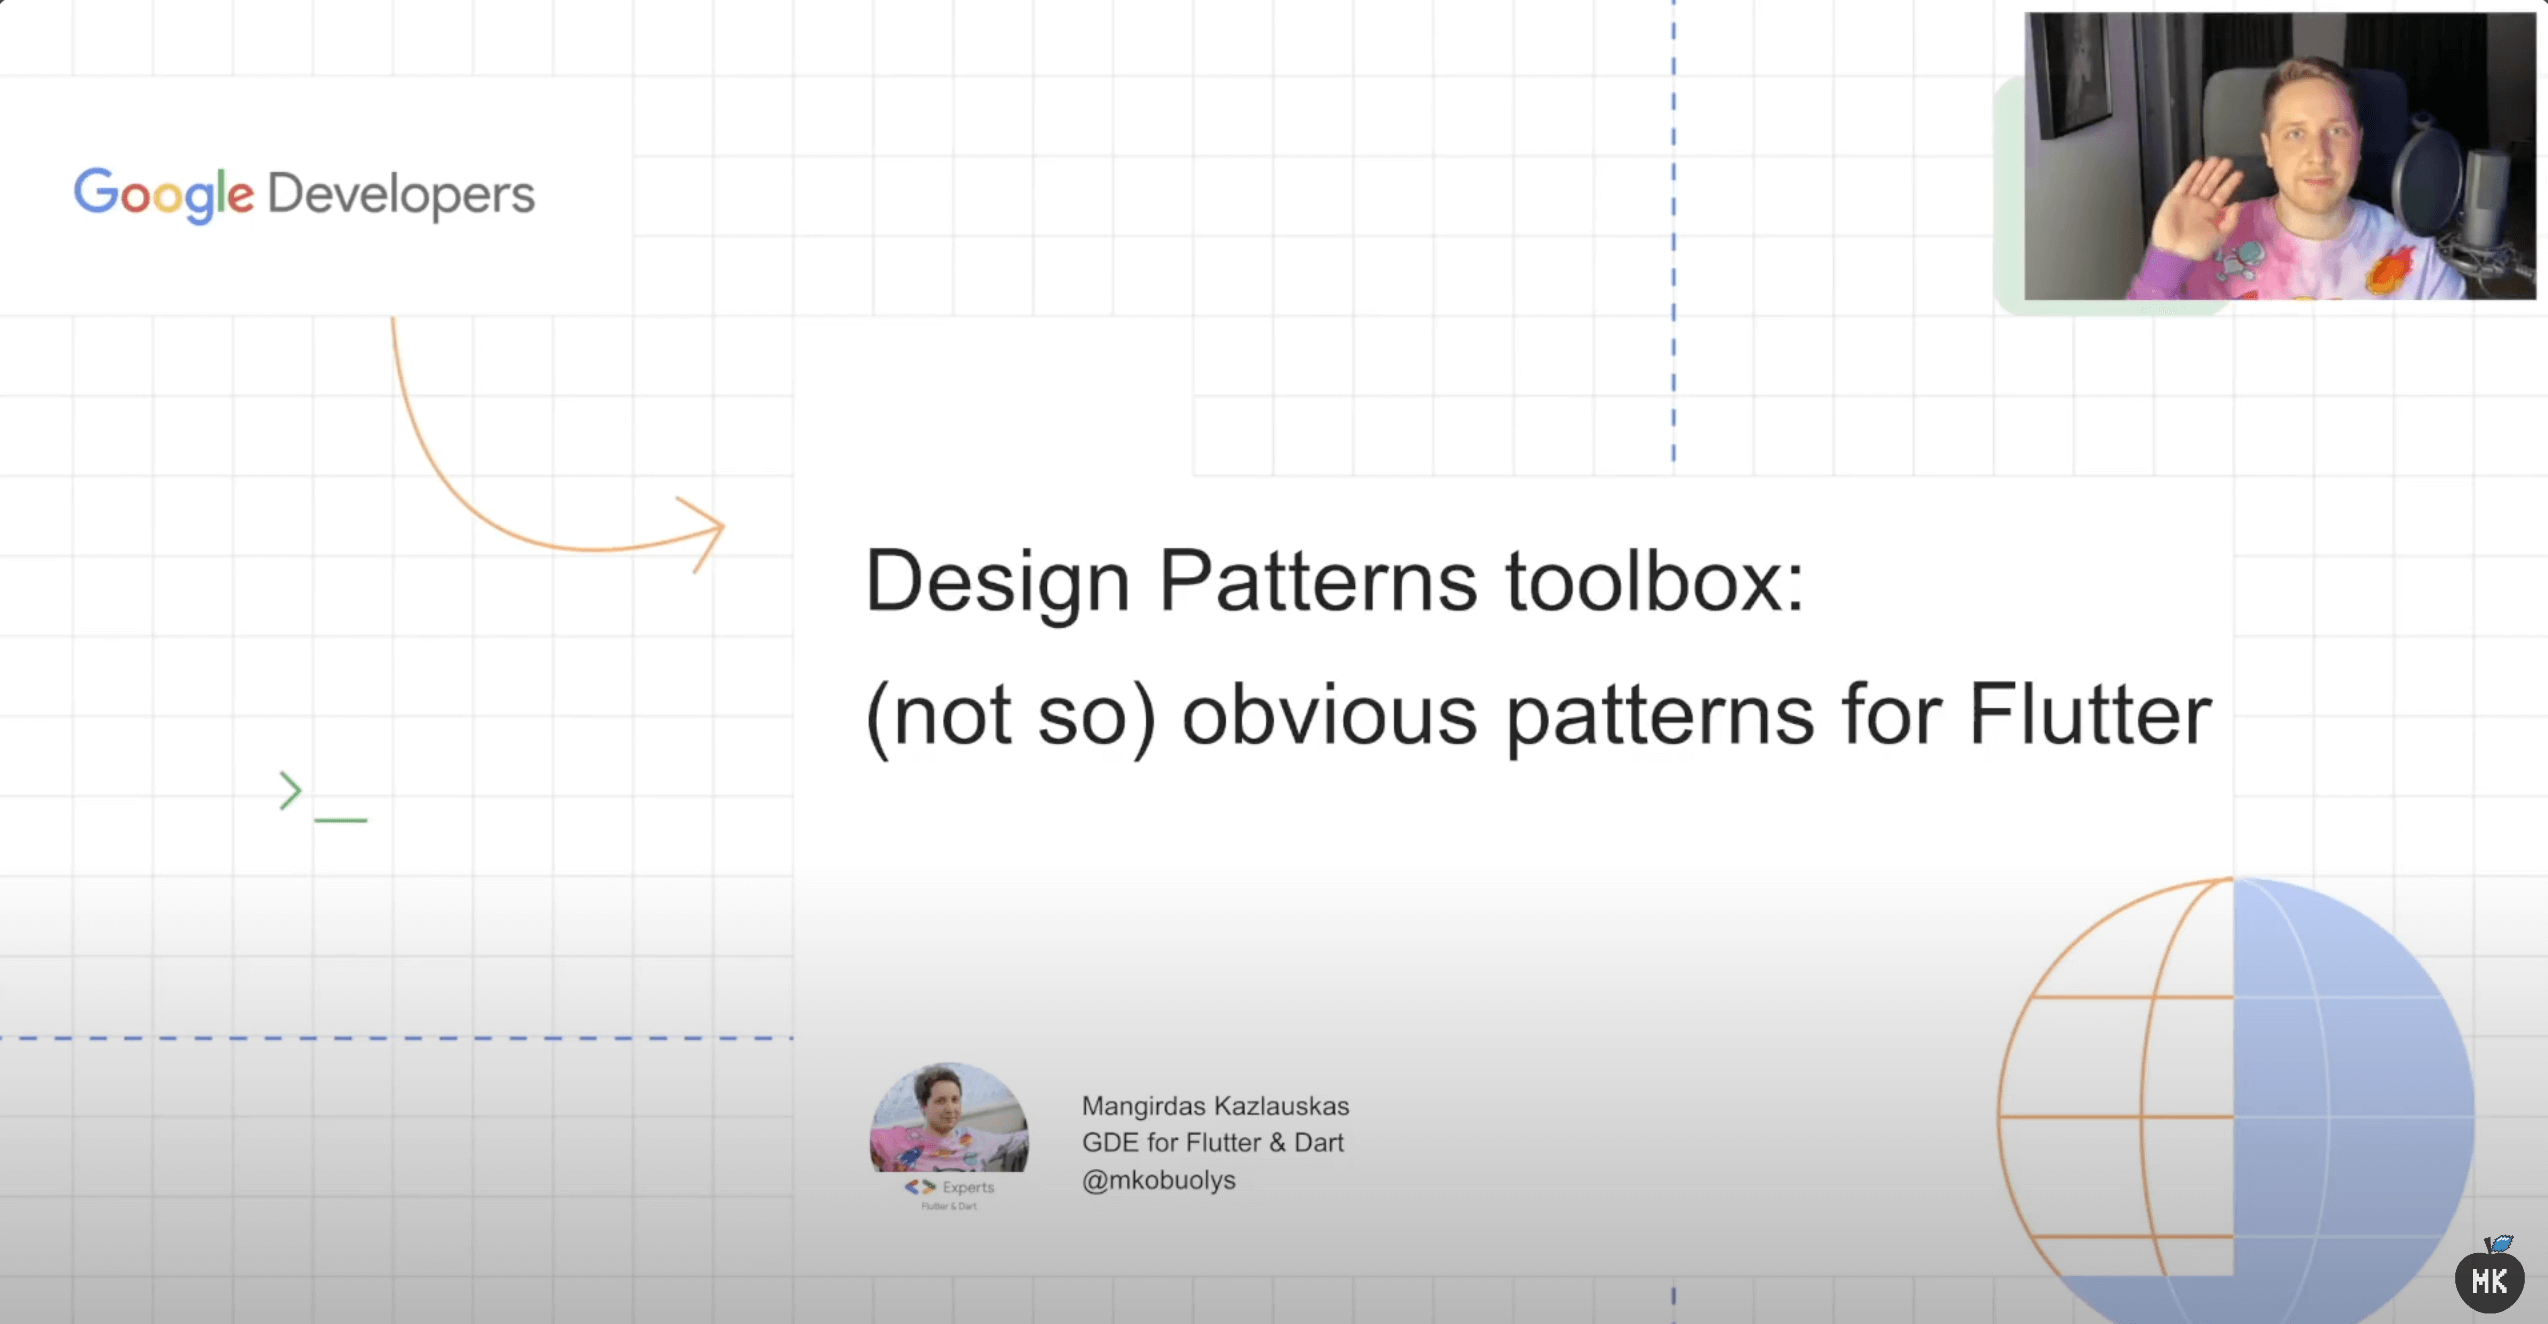 Google Developers
Design Patterns toolbox:
(not so) obvious patterns for Flutter
Mangirdas Kazlauskas
GDE for Flutter & Dart
@mkobuolys
Experts
Flutter & Dart
MK